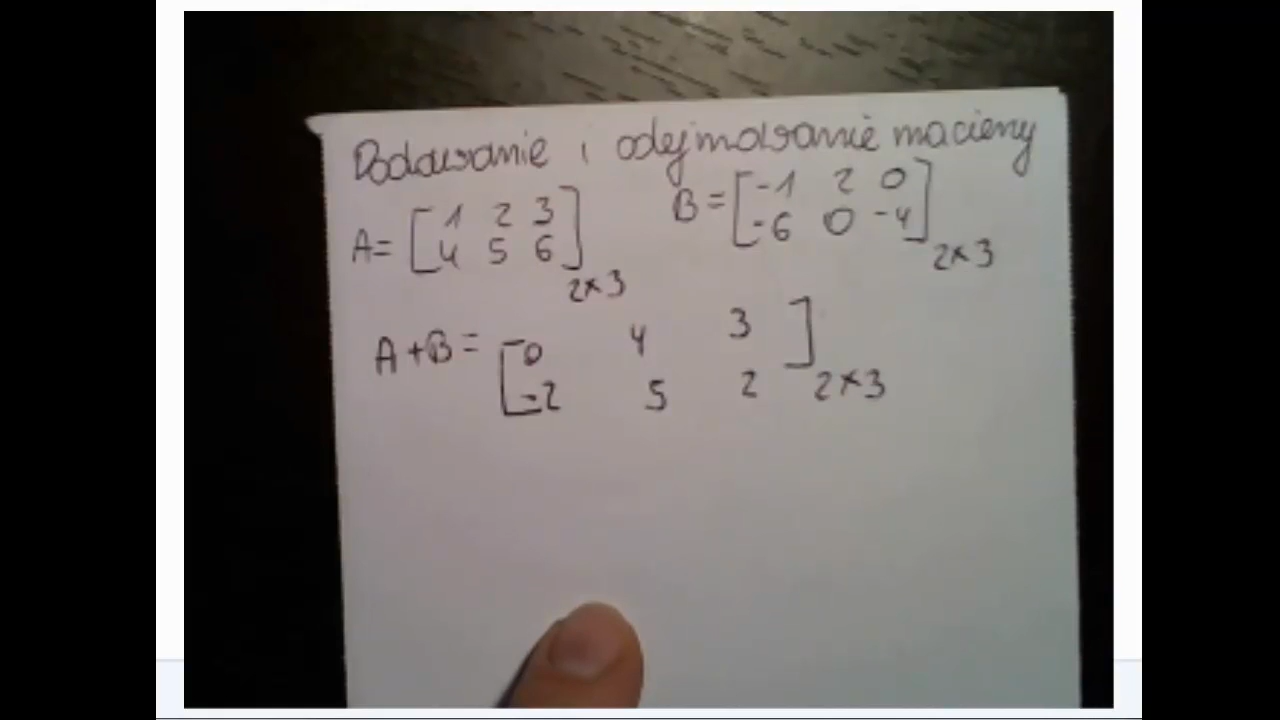 Dodawanie i odejmowanie macierzy
A= [1 2 3
4 5 6] 2×3
B= [-1 2 0
-6 0 -4] 2×3
A+B= [0 4 3
-2 5 2] 2×3